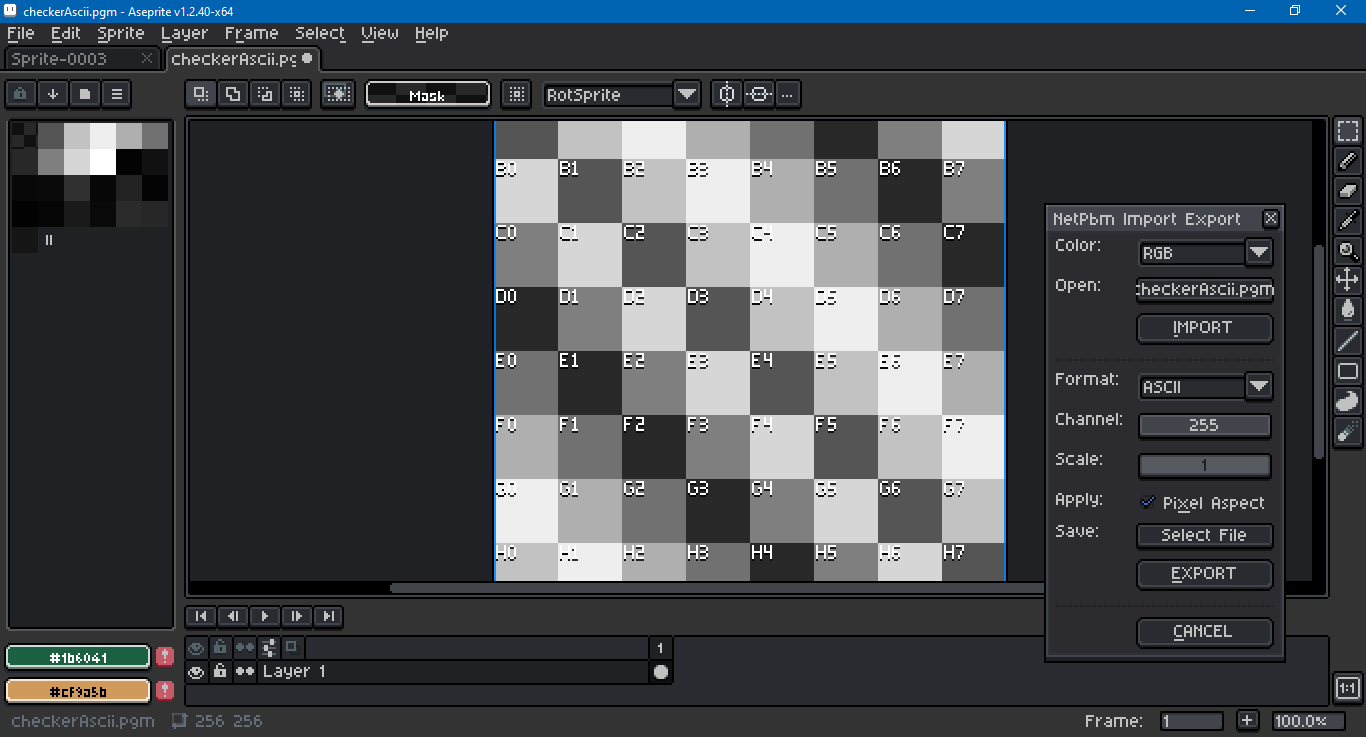 checkerAscii.pgm - Aseprite v1.2.40-x64
File Edit Sprite Layer Frame Select View Help
Sprite-0003 checkerAscii.pg
Mask RotSprite ...
B0 B1 B2 B3 B4 B5 B6 B7
C0 C1 C2 C3 C4 C5 C6 C7
D0 D1 D2 D3 D4 D5 D6 D7
E0 E1 E2 E3 E4 E5 E6 E7
F0 F1 F2 F3 F4 F5 F6 F7
G0 G1 G2 G3 G4 G5 G6 G7
H0 H1 H2 H3 H4 H5 H6 H7
NetPbm Import Export
Color: RGB
Open: checkerAscii.pgm
IMPORT
Format: ASCII
Channel: 255
Scale: 1
Apply: Pixel Aspect
Save: Select File
EXPORT
CANCEL
1
#1b6041
Layer 1
#cf9a5b
1:1
checkerAscii.pgm 256 256
Frame: 1 + 100.0%